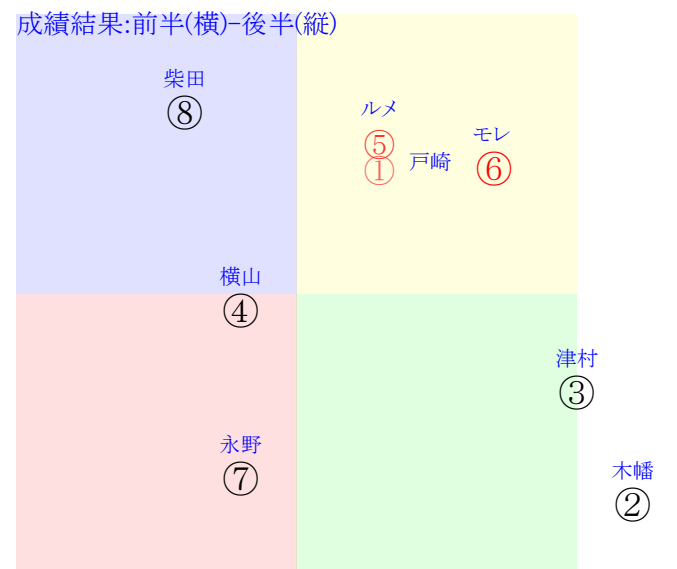 成績結果:前半(横)-後半(縦)
柴田
⑧
ルメ
⑤
①
戸崎
モレ
⑥
横山
④
津村
③
永野
⑦
木幡
②